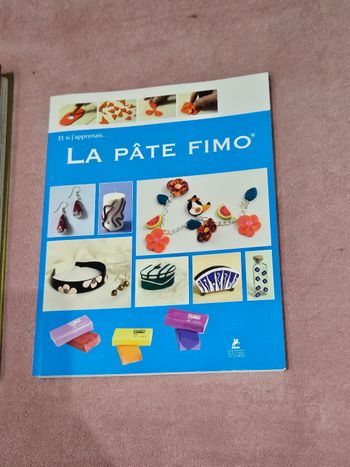 Et si j'apprenais...
LA PÂTE FIMO®